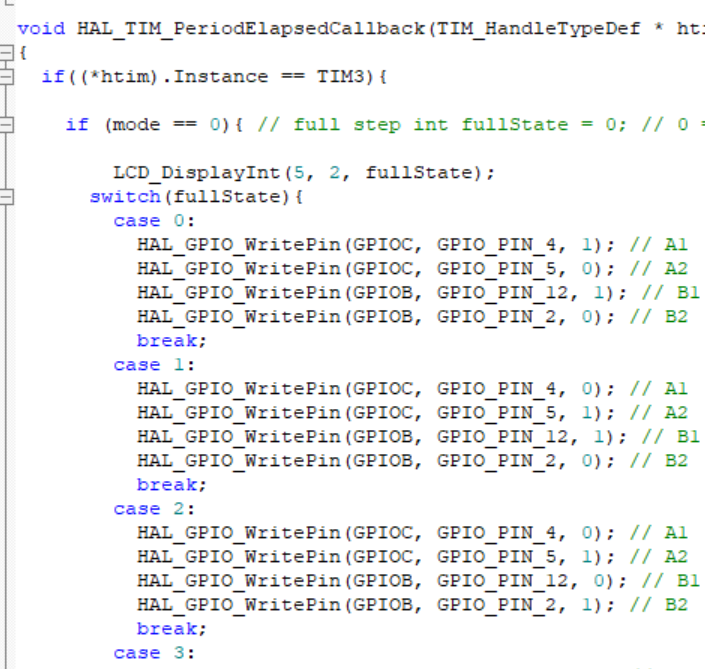 void HAL_TIM_PeriodElapsedCallback(TIM_HandleTypeDef * hti
{
if((*htim).Instance == TIM3){
if (mode == 0){ // full step int fullState = 0; // 0 =
LCD_DisplayInt(5, 2, fullState);
switch(fullState){
case 0:
HAL_GPIO_WritePin(GPIOC, GPIO_PIN_4, 1); // A1
HAL_GPIO_WritePin(GPIOC, GPIO_PIN_5, 0); // A2
HAL_GPIO_WritePin(GPIOB, GPIO_PIN_12, 1); // B1
HAL_GPIO_WritePin(GPIOB, GPIO_PIN_2, 0); // B2
break;
case 1:
HAL_GPIO_WritePin(GPIOC, GPIO_PIN_4, 0); // A1
HAL_GPIO_WritePin(GPIOC, GPIO_PIN_5, 1); // A2
HAL_GPIO_WritePin(GPIOB, GPIO_PIN_12, 1); // B1
HAL_GPIO_WritePin(GPIOB, GPIO_PIN_2, 0); // B2
break;
case 2:
HAL_GPIO_WritePin(GPIOC, GPIO_PIN_4, 0); // A1
HAL_GPIO_WritePin(GPIOC, GPIO_PIN_5, 1); // A2
HAL_GPIO_WritePin(GPIOB, GPIO_PIN_12, 0); // B1
HAL_GPIO_WritePin(GPIOB, GPIO_PIN_2, 1); // B2
break;
case 3: